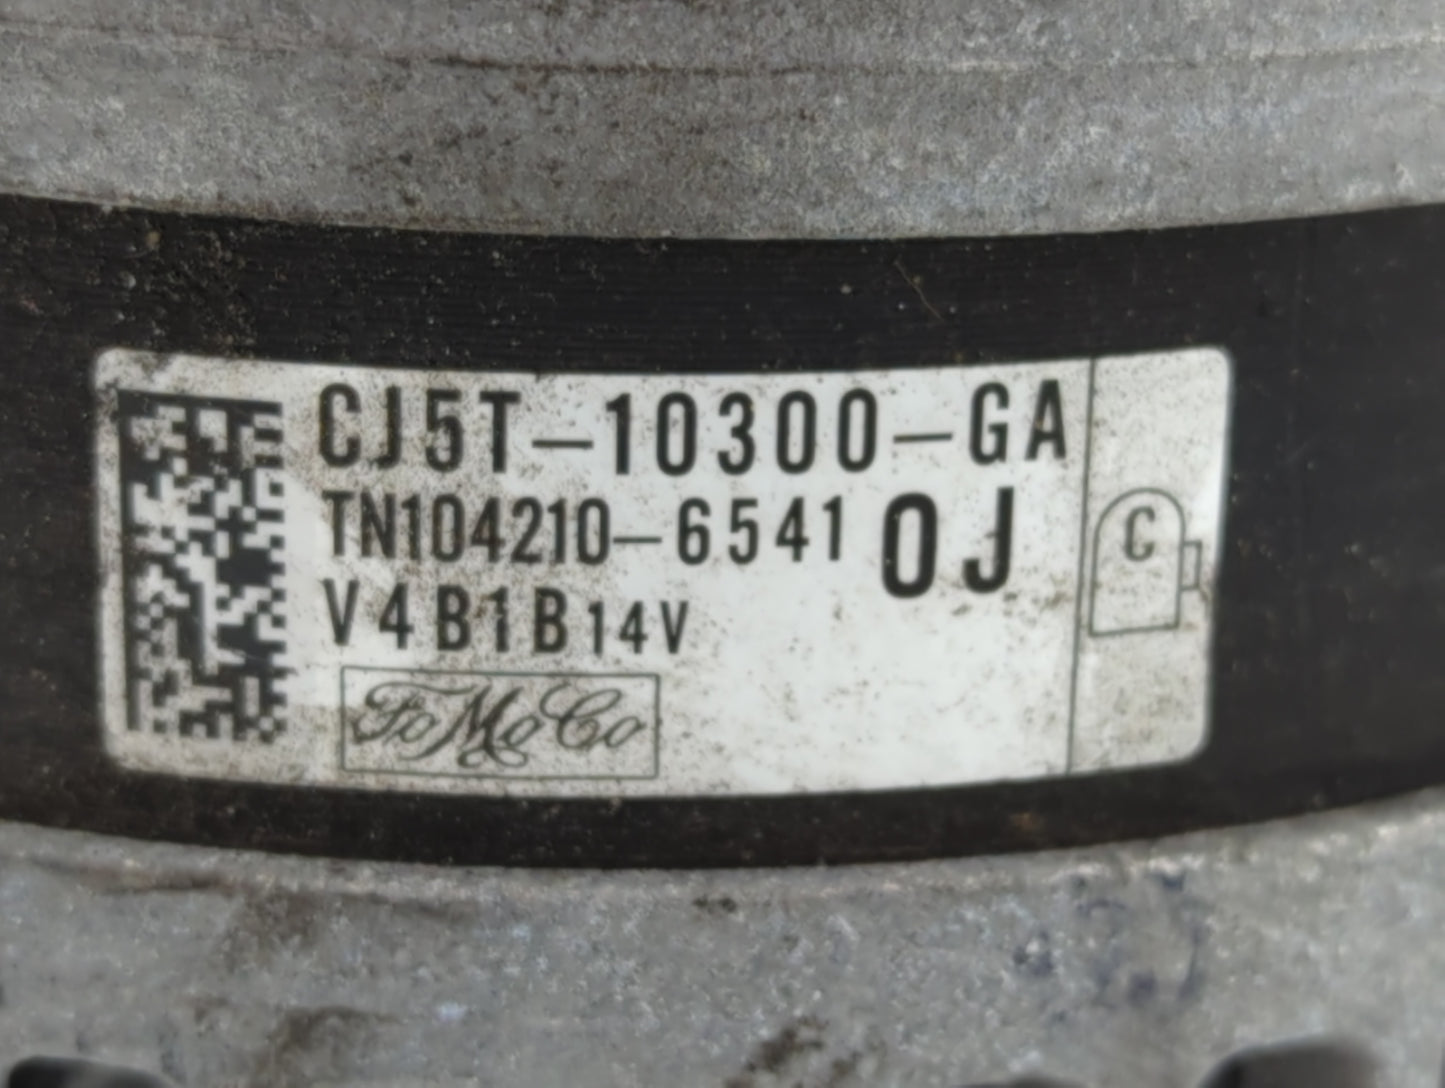 CJ5T-10300-GA
TN104210-6541 0J
V4B1B14V
FoMoCo
C